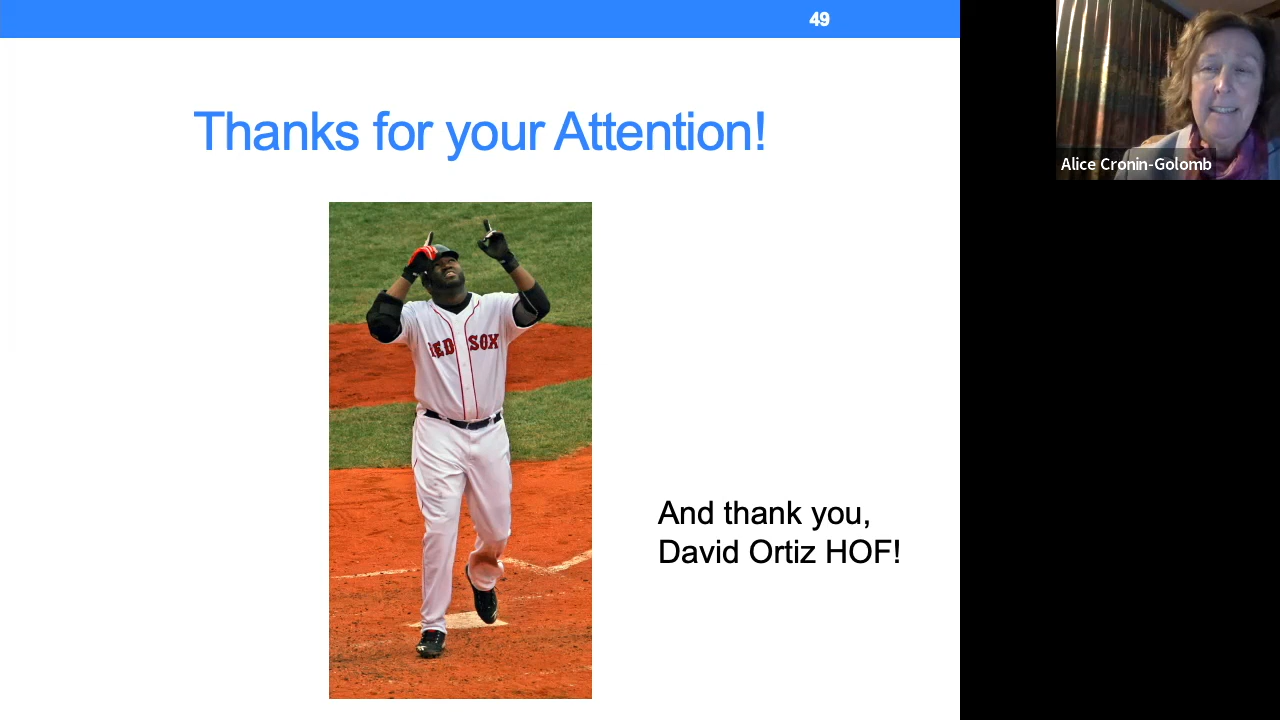 49
Thanks for your Attention!
Alice Cronin-Golomb
RED SOX
And thank you,
David Ortiz HOF!